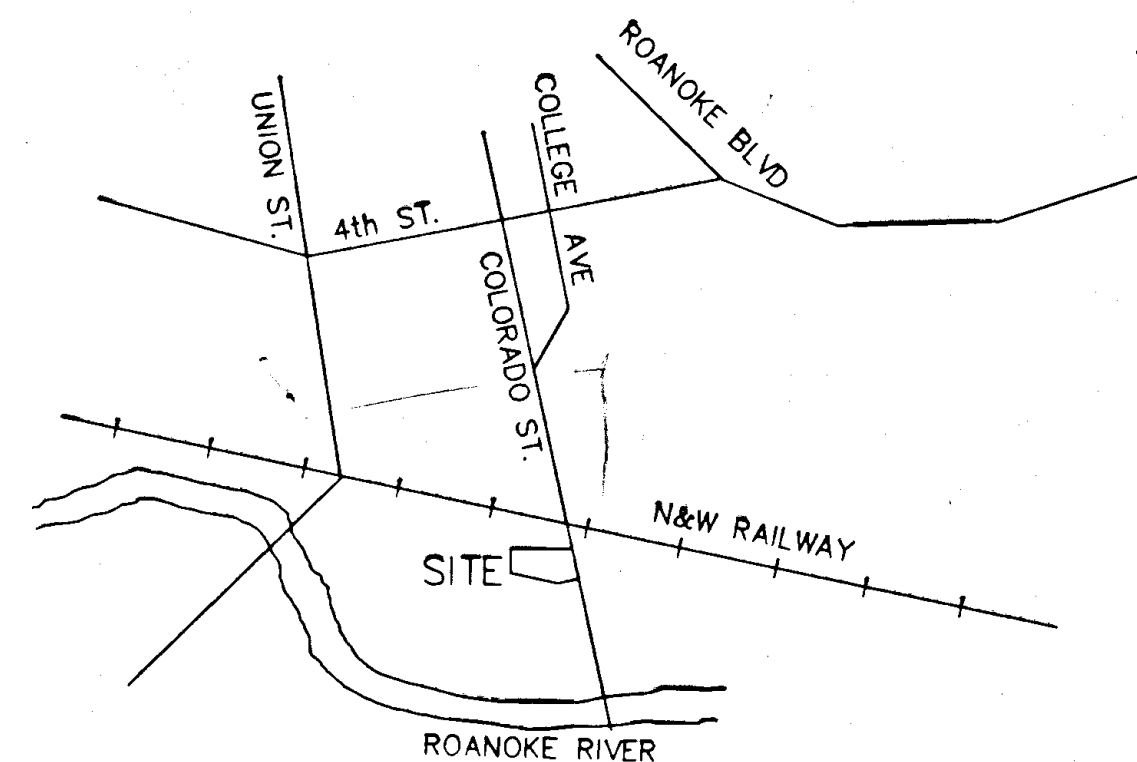 ROANOKE BLVD
COLLEGE AVE
UNION ST.
4th ST.
COLORADO ST.
N&W RAILWAY
SITE
ROANOKE RIVER